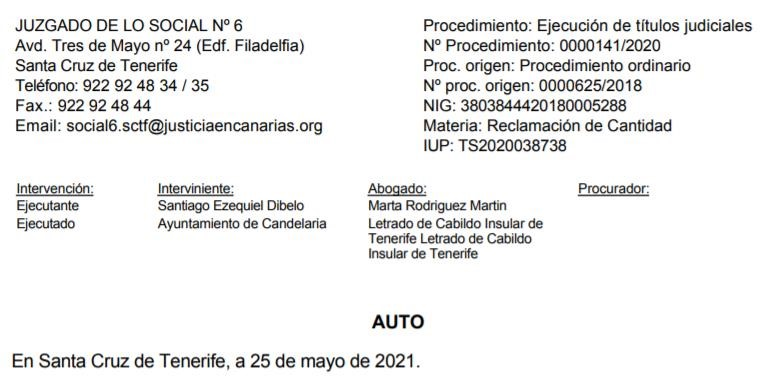 JUZGADO DE LO SOCIAL Nº 6
Avd. Tres de Mayo nº 24 (Edf. Filadelfia)
Santa Cruz de Tenerife
Teléfono: 922 92 48 34 / 35
Fax.: 922 92 48 44
Email: social6.sctf@justiciaencanarias.org
Procedimiento: Ejecución de títulos judiciales
Nº Procedimiento: 0000141/2020
Proc. origen: Procedimiento ordinario
Nº proc. origen: 0000625/2018
NIG: 3803844420180005288
Materia: Reclamación de Cantidad
IUP: TS2020038738
Intervención: Interviniente: Abogado: Procurador:
Ejecutante Santiago Ezequiel Dibelo Marta Rodriguez Martin
Ejecutado Ayuntamiento de Candelaria Letrado de Cabildo Insular de
Tenerife Letrado de Cabildo
Insular de Tenerife
AUTO
En Santa Cruz de Tenerife, a 25 de mayo de 2021.